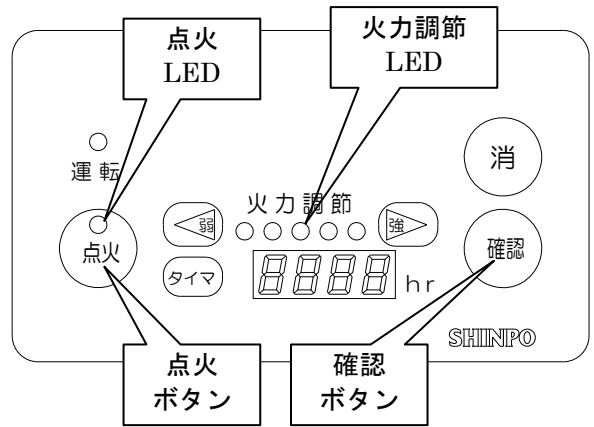 点火
LED
火力調節
LED
運転
消
火力調節
弱
強
点火
確認
タイマ
8888
hr
SHINPO
点火
ボタン
確認
ボタン